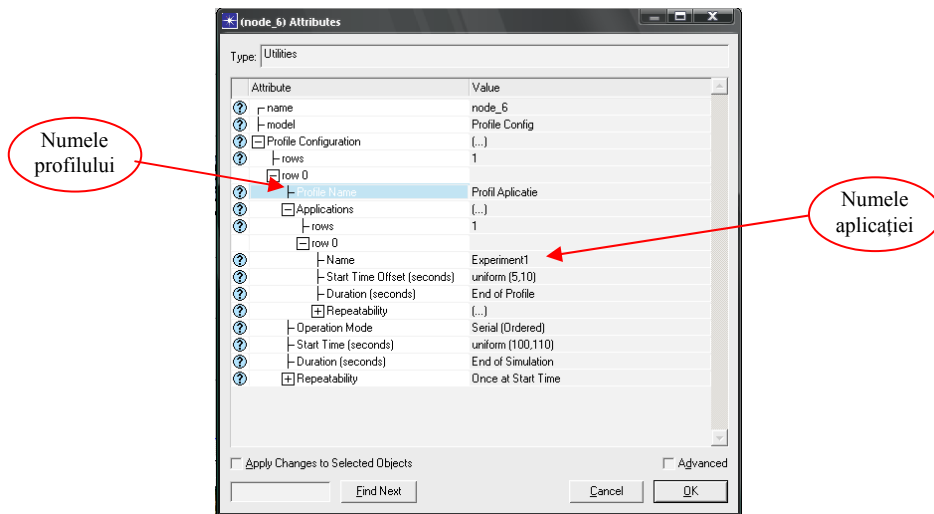 (node_6) Attributes
Type: Utilities
Attribute Value
name node_6
model Profile Config
Profile Configuration (...)
rows 1
row 0
Profile Name Profil Aplicatie
Applications (...)
rows 1
row 0
Name Experiment1
Start Time Offset (seconds) uniform (5,10)
Duration (seconds) End of Profile
Repeatability (...)
Operation Mode Serial (Ordered)
Start Time (seconds) uniform (100,110)
Duration (seconds) End of Simulation
Repeatability Once at Start Time
Apply Changes to Selected Objects Advanced
Find Next Cancel OK
Numele
profilului
Numele
aplicației